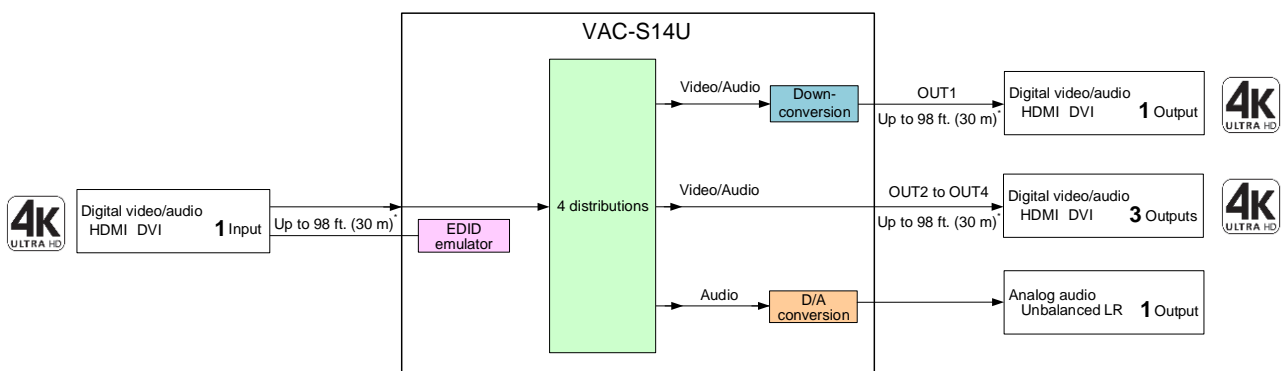 VAC-S14U
4K
ULTRA HD
Digital video/audio
HDMI DVI
1 Input
Up to 98 ft. (30 m)*
EDID
emulator
4 distributions
Video/Audio
Down-
conversion
OUT1
Up to 98 ft. (30 m)*
Digital video/audio
HDMI DVI
1 Output
4K
ULTRA HD
Video/Audio
OUT2 to OUT4
Up to 98 ft. (30 m)*
Digital video/audio
HDMI DVI
3 Outputs
4K
ULTRA HD
Audio
D/A
conversion
Analog audio
Unbalanced LR
1 Output